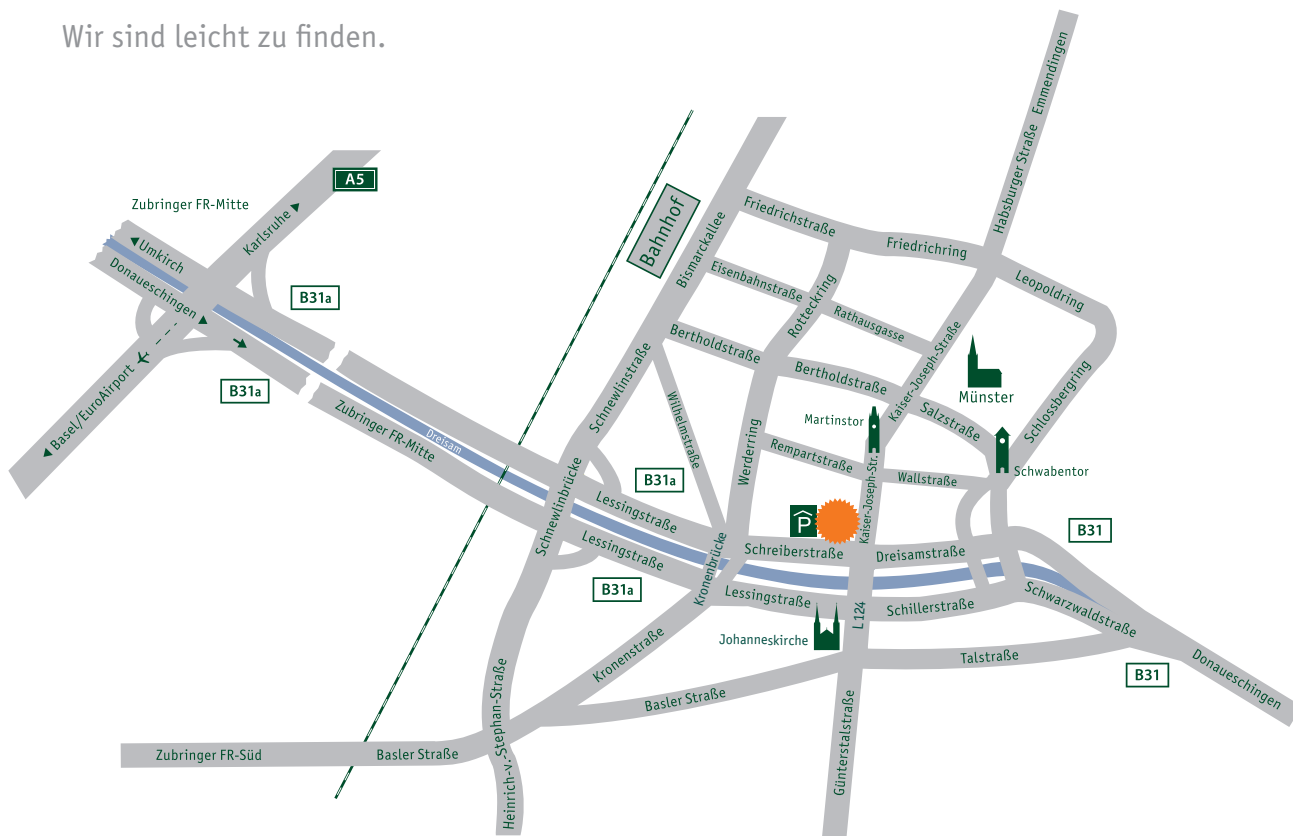 Wir sind leicht zu finden.
A5
Zubringer FR-Mitte
Karlsruhe
Umkirch
Donaueschingen
B31a
B31a
Basel/EuroAirport
Zubringer FR-Mitte
Dreisam
Bahnhof
Bismarckallee
Schnewlinstraße
Schnewlinbrücke
Heinrich-v.Stephan-Straße
Habsburger Straße Emmendingen
Friedrichstraße
Friedrichring
Leopoldring
Schlossbergring
Eisenbahnstraße
Rathausgasse
Rotteckring
Bertholdstraße
Bertholdstraße
Kaiser-Joseph-Straße
Salzstraße
Münster
Martinstor
Schwabentor
Wilhelmstraße
Werderring
Rempartstraße
Wallstraße
Kaiser-Joseph-Str.
B31a
Lessingstraße
Lessingstraße
B31a
Kronenbrücke
P
Schreiberstraße
Dreisamstraße
B31
Lessingstraße
Schillerstraße
Schwarzwaldstraße
L 124
Johanneskirche
Kronenstraße
Talstraße
B31
Donaueschingen
Basler Straße
Günterstalstraße
Zubringer FR-Süd
Basler Straße